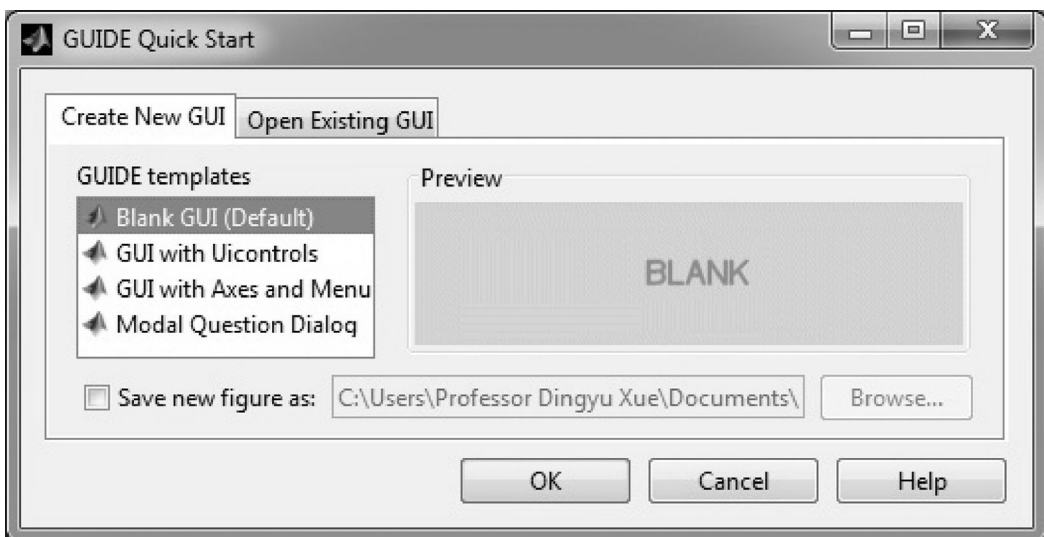 GUIDE Quick Start
Create New GUI
Open Existing GUI
GUIDE templates
Blank GUI (Default)
GUI with Uicontrols
GUI with Axes and Menu
Modal Question Dialog
Preview
BLANK
Save new figure as:
C:\Users\Professor Dingyu Xue\Documents\
Browse...
OK
Cancel
Help